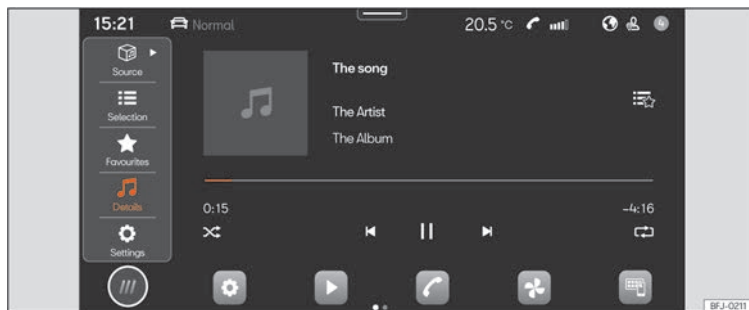 15:21 Normal 20.5 °C 4
Source
Selection
Favourites
Details
Settings
The song
The Artist
The Album
0:15 -4:16
BFJ-0211